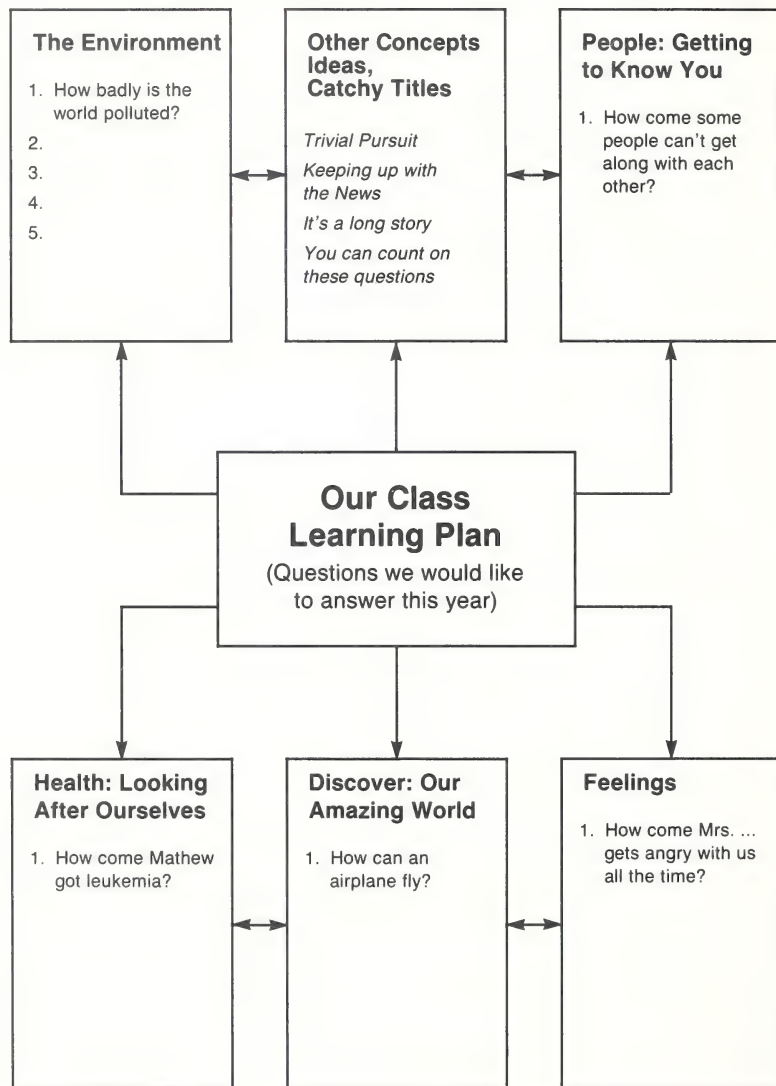 The Environment
1. How badly is the
world polluted?
2.
3.
4.
5.
Other Concepts
Ideas,
Catchy Titles
Trivial Pursuit
Keeping up with
the News
It's a long story
You can count on
these questions
People: Getting
to Know You
1. How come some
people can't get
along with each
other?
Our Class
Learning Plan
(Questions we would like
to answer this year)
Health: Looking
After Ourselves
1. How come Mathew
got leukemia?
Discover: Our
Amazing World
1. How can an
airplane fly?
Feelings
1. How come Mrs. ...
gets angry with us
all the time?